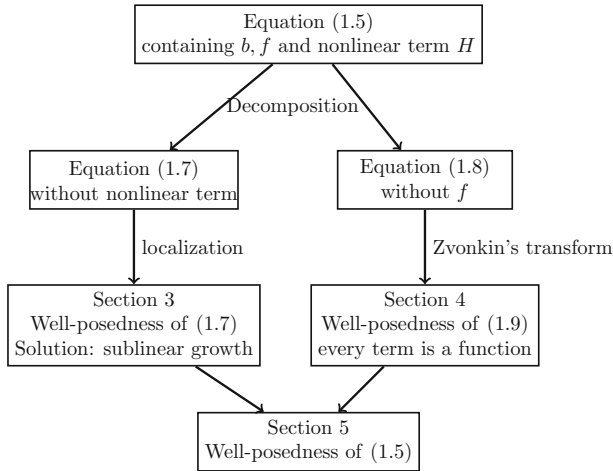 Equation (1.5)
containing b, f and nonlinear term H
Decomposition
Equation (1.7)
without nonlinear term
Equation (1.8)
without f
localization
Zvonkin's transform
Section 3
Well-posedness of (1.7)
Solution: sublinear growth
Section 4
Well-posedness of (1.9)
every term is a function
Section 5
Well-posedness of (1.5)